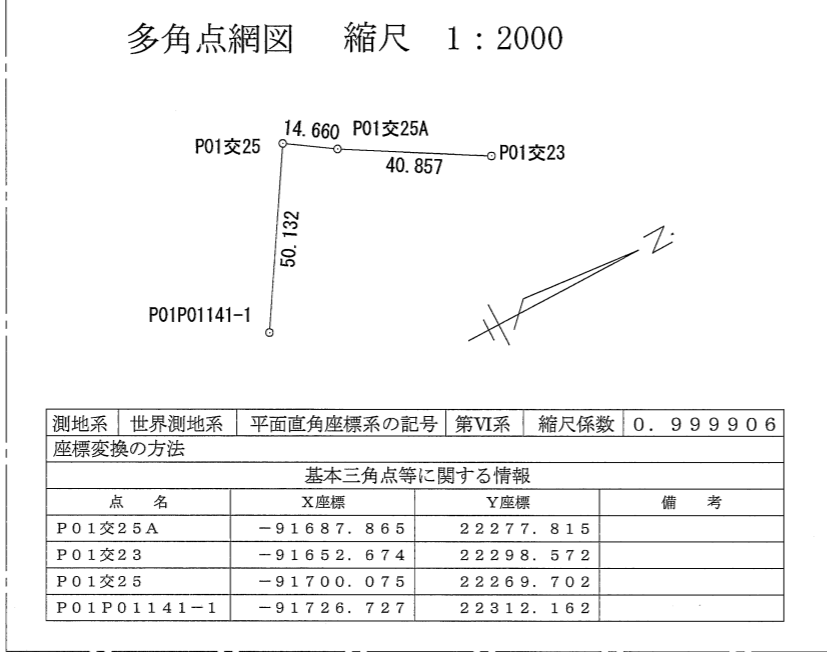 多角点網図 縮尺 1:2000
14.660 P01交25A
P01交25
P01交23
40.857
50.132
N
P01P01141-1
測地系 世界測地系 平面直角座標系の記号 第Ⅵ系 縮尺係数 0.999906
座標変換の方法
基本三角点等に関する情報
点名 X座標 Y座標 備考
P01交25A -91687.865 22277.815
P01交23 -91652.674 22298.572
P01交25 -91700.075 22269.702
P01P01141-1 -91726.727 22312.162